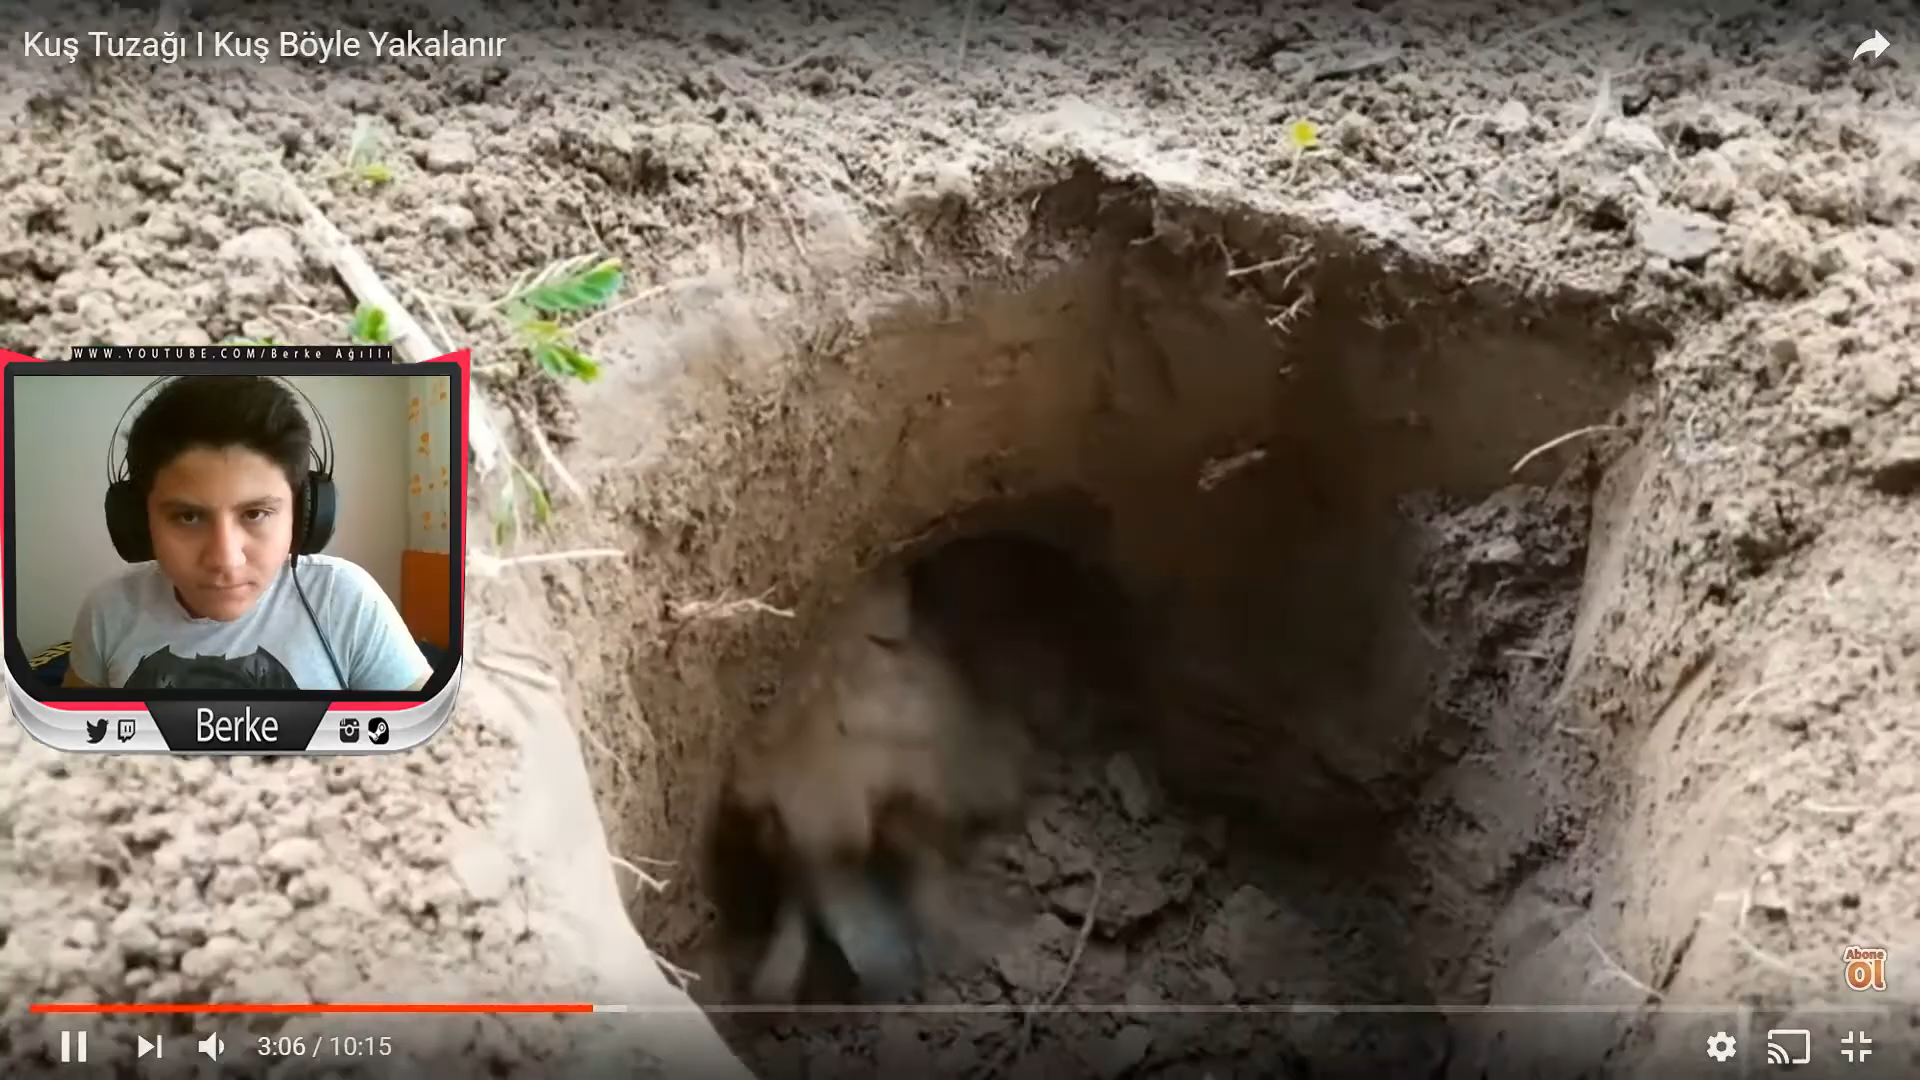 Kuş Tuzağı I Kuş Böyle Yakalanır
WWW.YOUTUBE.COM/Berke Ağıllı
Berke
Abone
Ol
3:06 / 10:15